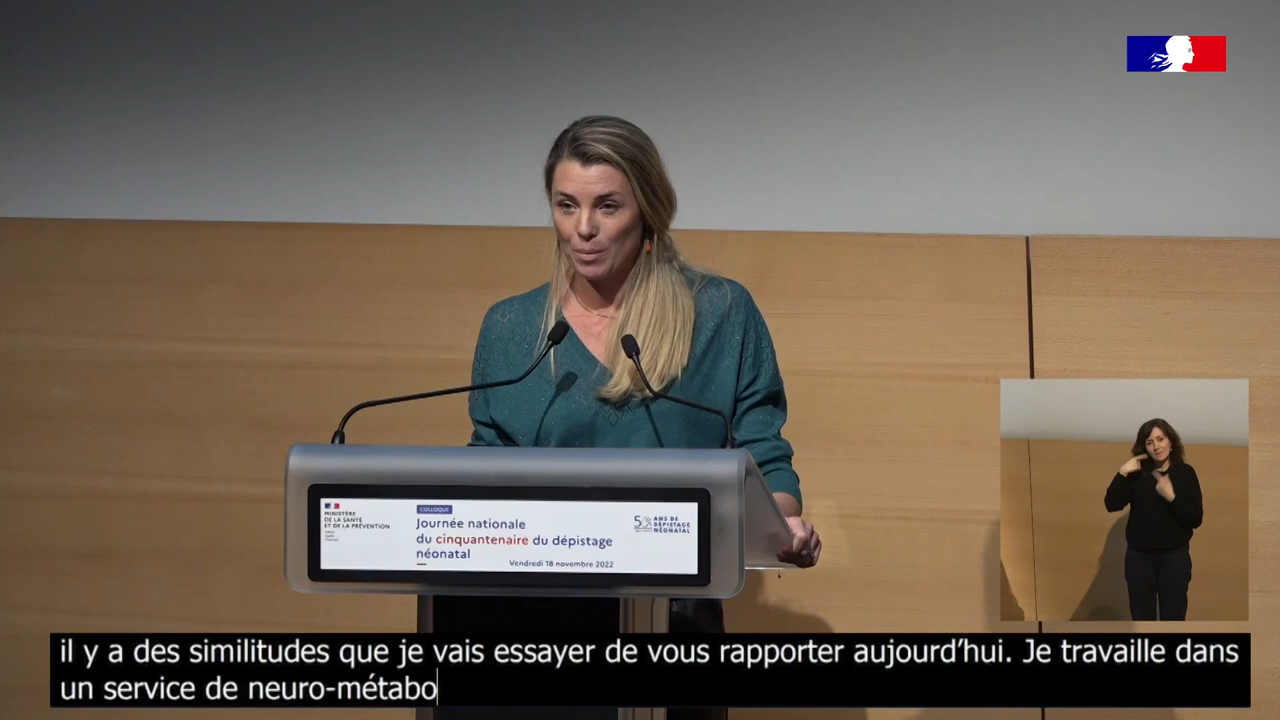 MINISTÈRE
DE LA SANTÉ
ET DE LA PRÉVENTION
COLLOQUE
Journée nationale
du cinquantenaire du dépistage
néonatal
Vendredi 18 novembre 2022
50 ANS DE
DÉPISTAGE
NÉONATAL
il y a des similitudes que je vais essayer de vous rapporter aujourd’hui. Je travaille dans
un service de neuro-métabo